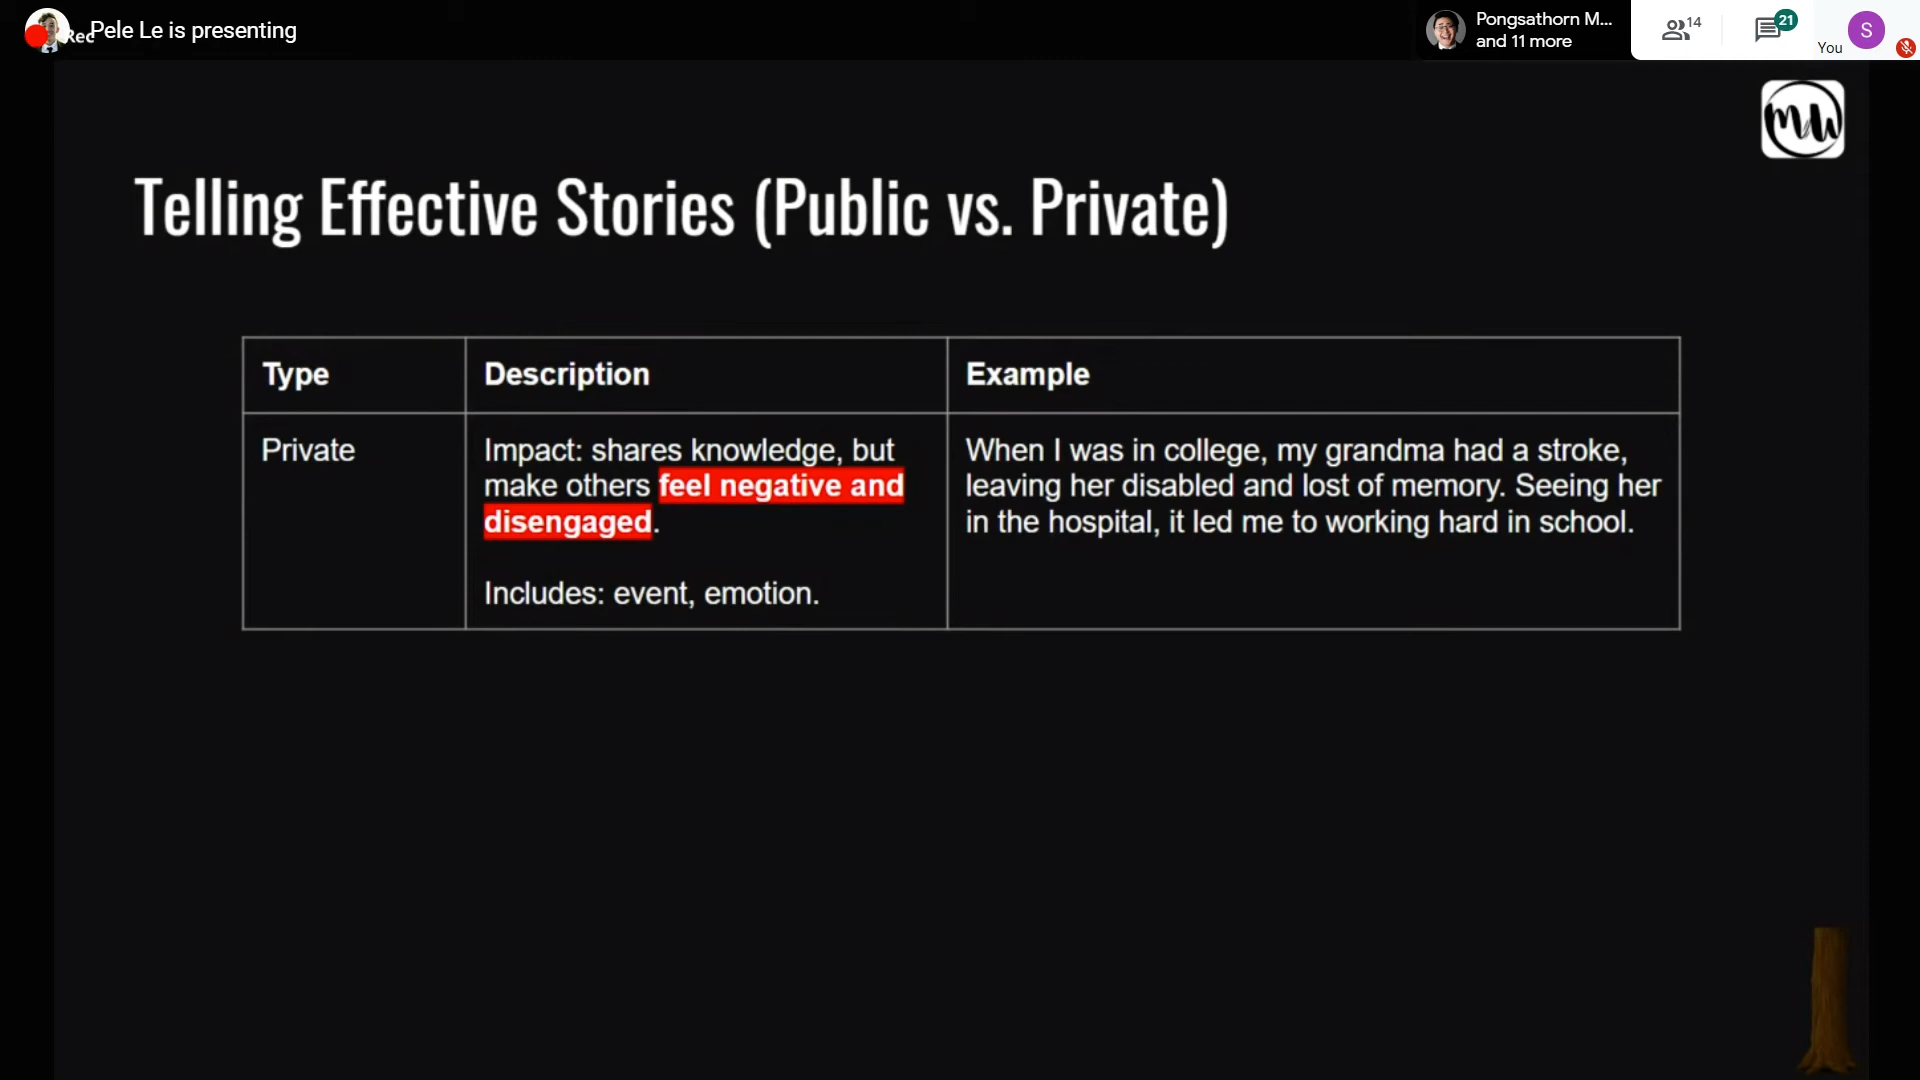 Rec
Pele Le is presenting
Pongsathorn M...
and 11 more
14
21
You
S
MW
Telling Effective Stories (Public vs. Private)
Type
Description
Example
Private
Impact: shares knowledge, but
make others feel negative and
disengaged.
Includes: event, emotion.
When I was in college, my grandma had a stroke,
leaving her disabled and lost of memory. Seeing her
in the hospital, it led me to working hard in school.